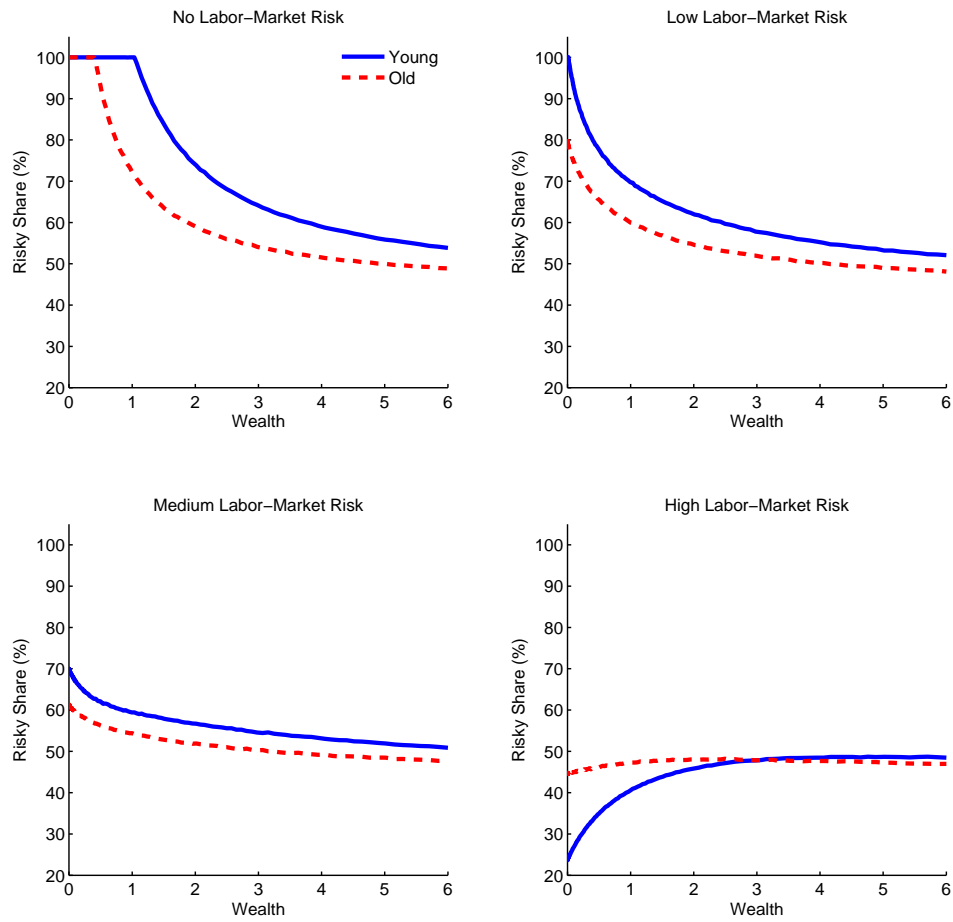 No Labor-Market Risk
Young
Old
100
90
80
70
60
50
40
30
20
Risky Share (%)
0 1 2 3 4 5 6
Wealth
Low Labor-Market Risk
100
90
80
70
60
50
40
30
20
Risky Share (%)
0 1 2 3 4 5 6
Wealth
Medium Labor-Market Risk
100
90
80
70
60
50
40
30
20
Risky Share (%)
0 1 2 3 4 5 6
Wealth
High Labor-Market Risk
100
90
80
70
60
50
40
30
20
Risky Share (%)
0 1 2 3 4 5 6
Wealth